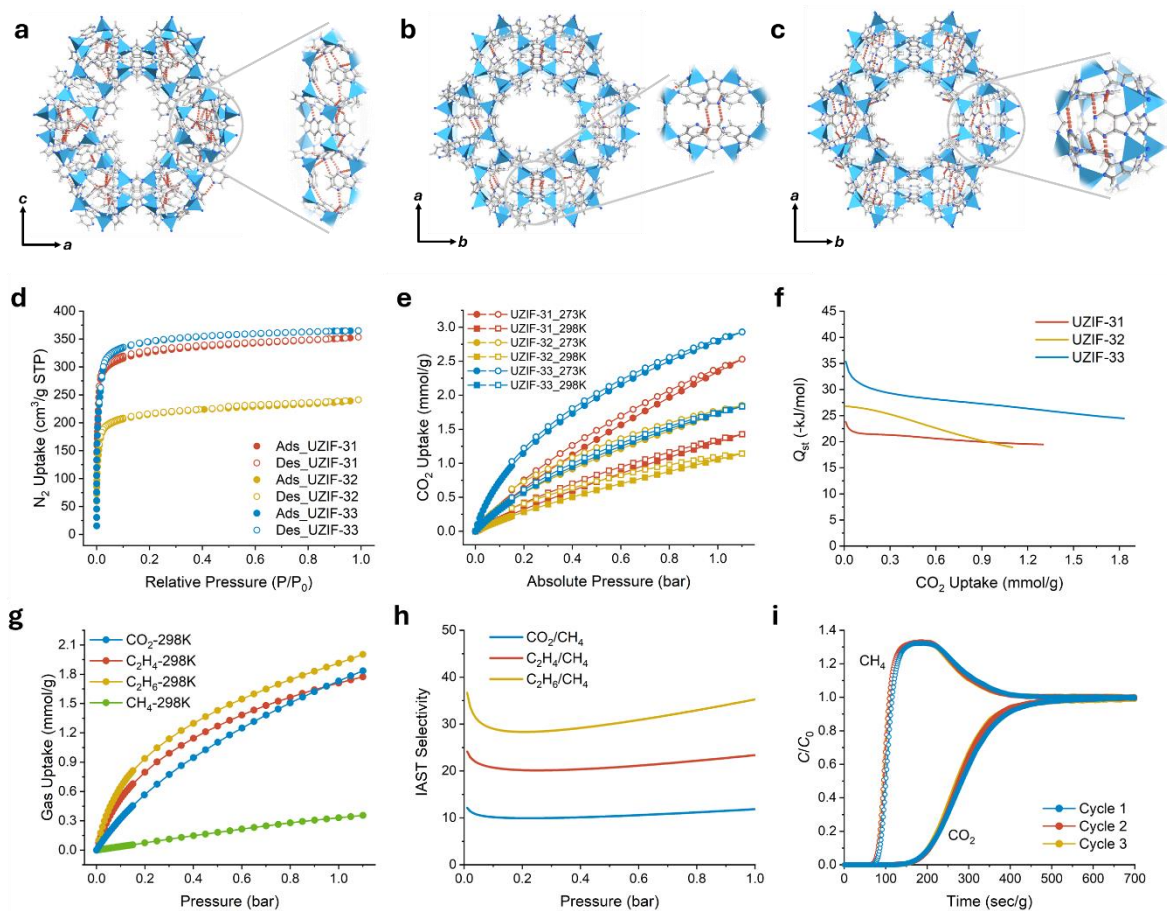 a
b
c
c
a
a
b
a
b
d
N₂ Uptake (cm³/g STP)
400
350
300
250
200
150
100
50
0
Ads_UZIF-31
Des_UZIF-31
Ads_UZIF-32
Des_UZIF-32
Ads_UZIF-33
Des_UZIF-33
0.0 0.2 0.4 0.6 0.8 1.0
Relative Pressure (P/P₀)
e
CO₂ Uptake (mmol/g)
3.0
2.5
2.0
1.5
1.0
0.5
0.0
UZIF-31_273K
UZIF-31_298K
UZIF-32_273K
UZIF-32_298K
UZIF-33_273K
UZIF-33_298K
0.0 0.2 0.4 0.6 0.8 1.0
Absolute Pressure (bar)
f
Qst (-kJ/mol)
45
40
35
30
25
20
15
10
5
0
UZIF-31
UZIF-32
UZIF-33
0.0 0.3 0.6 0.9 1.2 1.5 1.8
CO₂ Uptake (mmol/g)
g
Gas Uptake (mmol/g)
2.1
1.8
1.5
1.2
0.9
0.6
0.3
0.0
CO₂-298K
C₂H₄-298K
C₂H₆-298K
CH₄-298K
0.0 0.2 0.4 0.6 0.8 1.0
Pressure (bar)
h
IAST Selectivity
50
40
30
20
10
0
CO₂/CH₄
C₂H₄/CH₄
C₂H₆/CH₄
0.0 0.2 0.4 0.6 0.8 1.0
Pressure (bar)
i
C/C₀
1.4
1.2
1.0
0.8
0.6
0.4
0.2
0.0
CH₄
CO₂
Cycle 1
Cycle 2
Cycle 3
0 100 200 300 400 500 600 700
Time (sec/g)